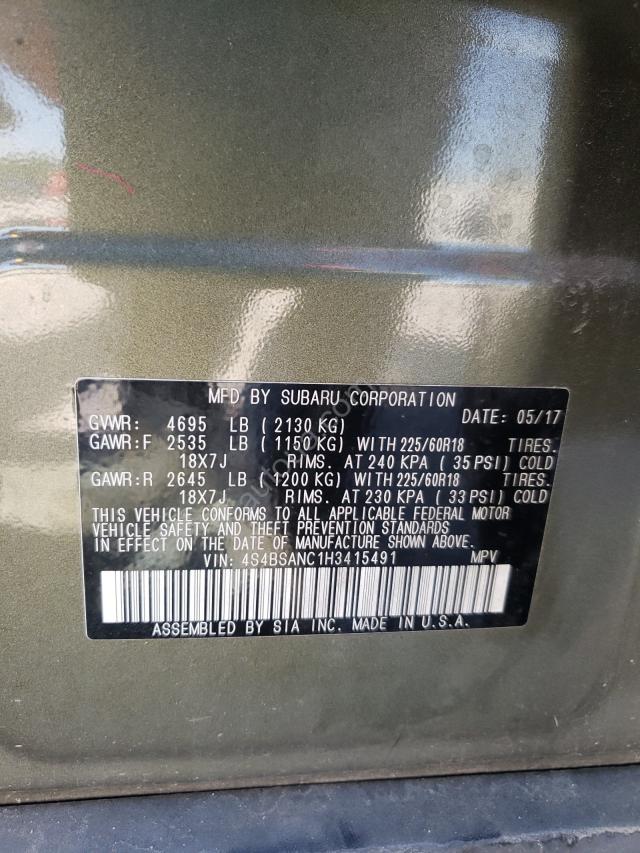 MFD BY SUBARU CORPORATION
GVWR: 4695 LB ( 2130 KG) DATE: 05/17
GAWR:F 2535 LB ( 1150 KG) WITH 225/60R18 TIRES.
18X7J RIMS. AT 240 KPA ( 35 PSI) COLD
GAWR:R 2645 LB ( 1200 KG) WITH 225/60R18 TIRES.
18X7J RIMS. AT 230 KPA ( 33 PSI) COLD
THIS VEHICLE CONFORMS TO ALL APPLICABLE FEDERAL MOTOR
VEHICLE SAFETY AND THEFT PREVENTION STANDARDS
IN EFFECT ON THE DATE OF MANUFACTURE SHOWN ABOVE.
VIN: 4S4BSANC1H3415491 MPV
ASSEMBLED BY SIA INC. MADE IN U.S.A.